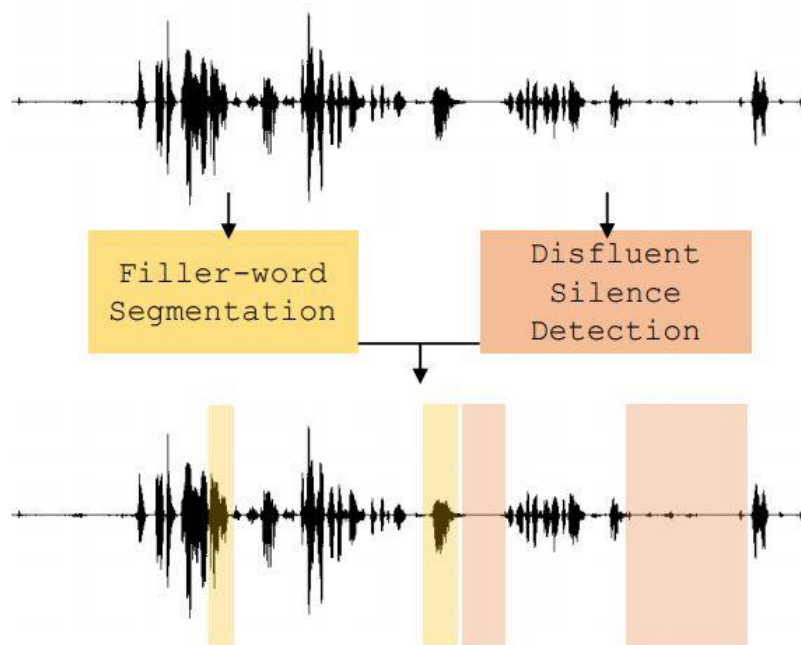 Filler-word
Segmentation
Disfluent
Silence
Detection